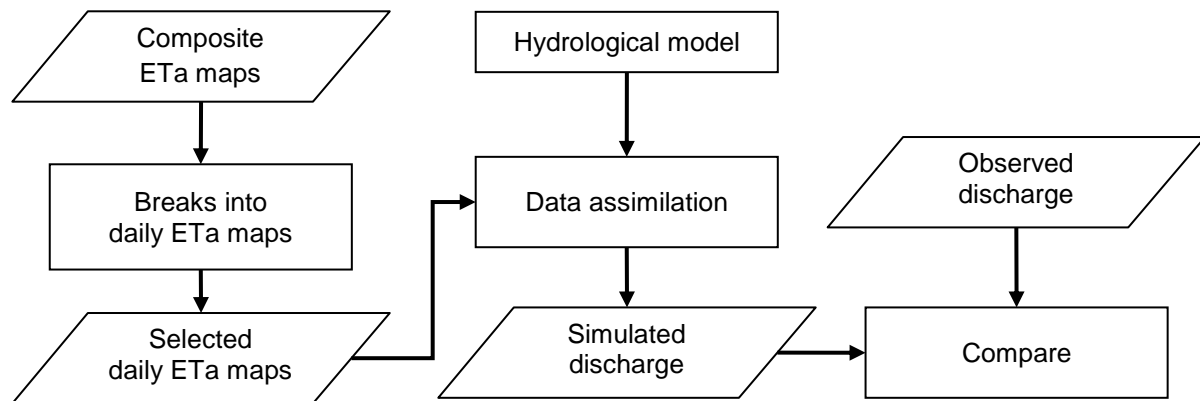 Composite
ETa maps
Hydrological model
Breaks into
daily ETa maps
Data assimilation
Observed
discharge
Selected
daily ETa maps
Simulated
discharge
Compare